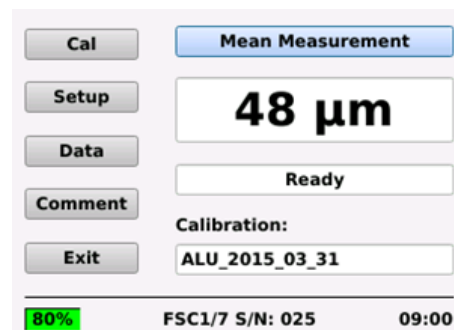 Cal
Setup
Data
Comment
Exit
Mean Measurement
48 µm
Ready
Calibration:
ALU_2015_03_31
80% FSC1/7 S/N: 025 09:00